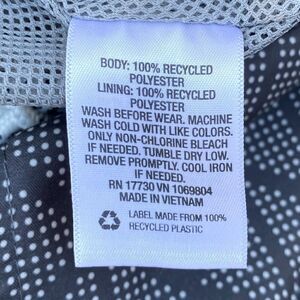 BODY: 100% RECYCLED
POLYESTER
LINING: 100% RECYCLED
POLYESTER
WASH BEFORE WEAR. MACHINE
WASH COLD WITH LIKE COLORS.
ONLY NON-CHLORINE BLEACH
IF NEEDED, TUMBLE DRY LOW.
REMOVE PROMPTLY. COOL IRON
IF NEEDED.
RN 17730 VN 1069804
MADE IN VIETNAM
LABEL MADE FROM 100%
RECYCLED PLASTIC